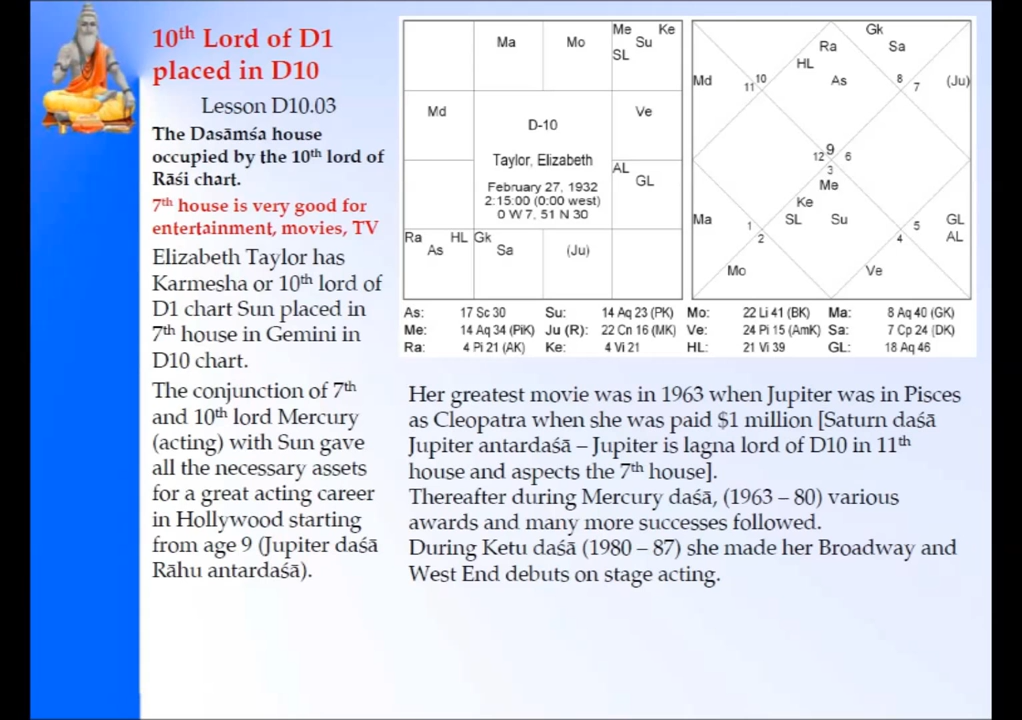 10th Lord of D1
placed in D10
Lesson D10.03
The Dasāmśa house
occupied by the 10th lord of
Rāśi chart.
7th house is very good for
entertainment, movies, TV
Elizabeth Taylor has
Karmesha or 10th lord of
D1 chart Sun placed in
7th house in Gemini in
D10 chart.
The conjunction of 7th
and 10th lord Mercury
(acting) with Sun gave
all the necessary assets
for a great acting career
in Hollywood starting
from age 9 (Jupiter daśā
Rāhu antardaśā).
Ma
Mo
Me Ke
Su
SL
Md
D-10
Ve
Taylor, Elizabeth
February 27, 1932
2:15:00 (0:00 west)
0 W 7, 51 N 30
AL
GL
Ra HL
As
Gk
Sa
(Ju)
Gk
Ra Sa
HL
Md 11 10 As 8 7 (Ju)
12 9 6
3
Me
Ke
Ma 1 SL Su 5 GL
2 4 AL
Mo Ve
As: 17 Sc 30 Su: 14 Aq 23 (PK) Mo: 22 Li 41 (BK) Ma: 8 Aq 40 (GK)
Me: 14 Aq 34 (PiK) Ju (R): 22 Cn 16 (MK) Ve: 24 Pi 15 (AmK) Sa: 7 Cp 24 (DK)
Ra: 4 Pi 21 (AK) Ke: 4 Vi 21 HL: 21 Vi 39 GL: 18 Aq 46
Her greatest movie was in 1963 when Jupiter was in Pisces
as Cleopatra when she was paid $1 million [Saturn daśā
Jupiter antardaśā – Jupiter is lagna lord of D10 in 11th
house and aspects the 7th house].
Thereafter during Mercury daśā, (1963 – 80) various
awards and many more successes followed.
During Ketu daśā (1980 – 87) she made her Broadway and
West End debuts on stage acting.